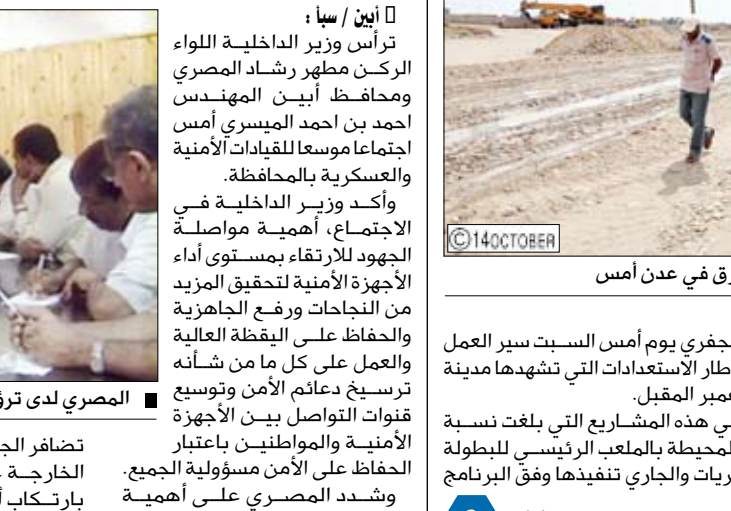 أبين / سبأ :
ترأس وزير الداخلية اللواء
الركن مطهر رشاد المصري
ومحافظ أبين المهندس
احمد بن احمد الميسري أمس
اجتماعا موسعا للقيادات الأمنية
والعسكرية بالمحافظة.
وأكد وزير الداخلية في
الاجتماع، أهمية مواصلة
الجهود للارتقاء بمستوى أداء
الأجهزة الأمنية لتحقيق المزيد
من النجاحات ورفع الجاهزية
والحفاظ على اليقظة العالية
والعمل على كل ما من شأنه
ترسيخ دعائم الأمن وتوسيع
قنوات التواصل بين الأجهزة
الأمنية والمواطنين باعتبار
الحفاظ على الأمن مسؤولية الجميع.
وشدد المصري على أهمية
©14OCTOBER
في عدن أمس
الجفري يوم أمس السبت سير العمل
إطار الاستعدادات التي تشهدها مدينة
المقبل.
هذه المشاريع التي بلغت نسبة
المحيطة بالملعب الرئيسي للبطولة
والجاري تنفيذها وفق البرنامج
المصري لدى
تضافر
الخارجة
بارتكاب